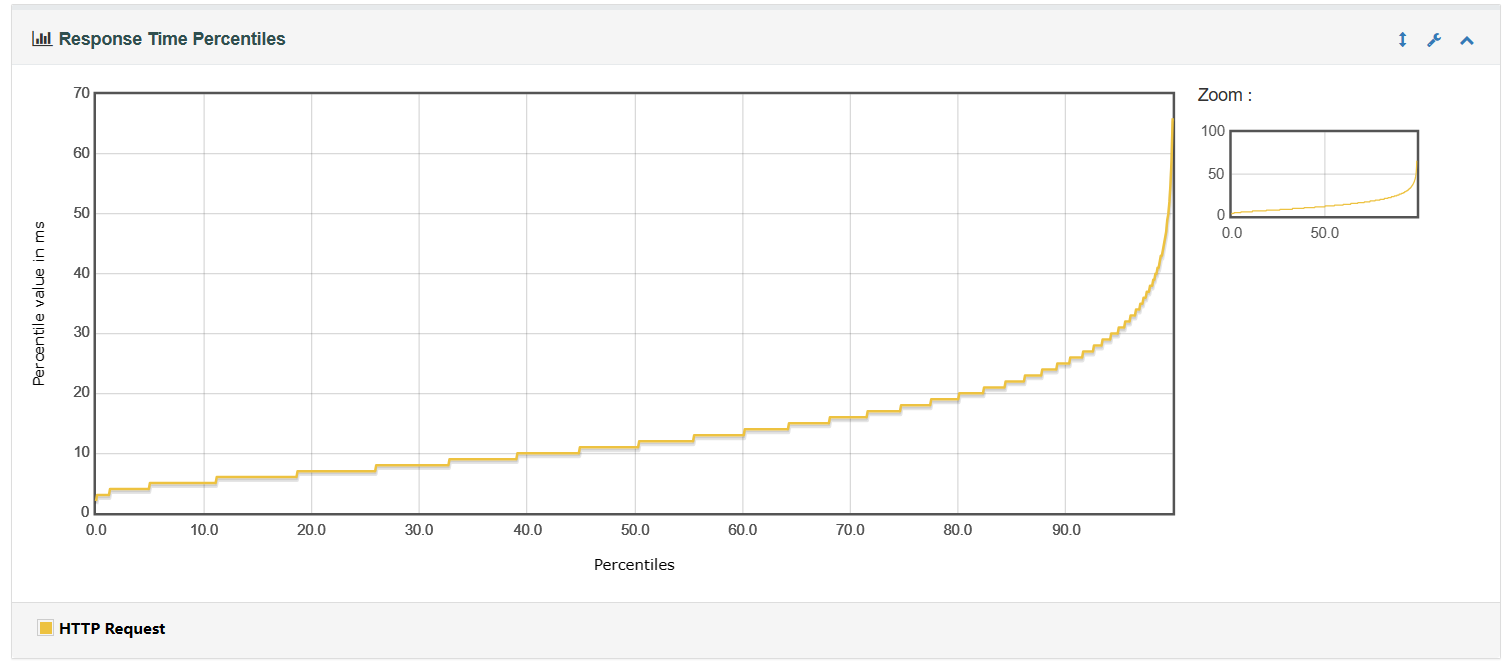 Response Time Percentiles
Zoom :
70
60
50
40
30
20
10
0
Percentile value in ms
0.0 10.0 20.0 30.0 40.0 50.0 60.0 70.0 80.0 90.0
Percentiles
100
50
0
0.0 50.0
HTTP Request